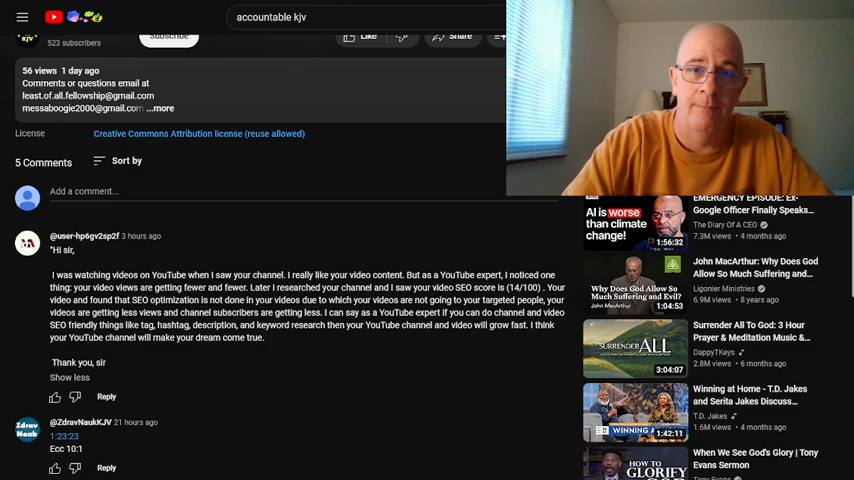 accountable kjv
KJV
523 subscribers
Subscribe
Like
Share
56 views 1 day ago
Comments or questions email at
least.of.all.fellowship@gmail.com
messaboogie2000@gmail.com ...more
License
Creative Commons Attribution license (reuse allowed)
5 Comments
Sort by
Add a comment...
@user-hp6gv2sp2f 3 hours ago
"Hi sir,
I was watching videos on YouTube when I saw your channel. I really like your video content. But as a YouTube expert, I noticed one
thing: your video views are getting fewer and fewer. Later I researched your channel and I saw your video SEO score is (14/100) . Your
video and found that SEO optimization is not done in your videos due to which your videos are not going to your targeted people, your
videos are getting less views and channel subscribers are getting less. I can say as a YouTube expert if you can do channel and video
SEO friendly things like tag, hashtag, description, and keyword research then your YouTube channel and video will grow fast. I think
your YouTube channel will make your dream come true.
Thank you, sir
Show less
Reply
@ZdravNaukKJV 21 hours ago
Zdrav
Nauk
1:23:23
Ecc 10:1
Reply
AI is worse
than climate
change!
1:56:32
EMERGENCY EPISODE: Ex-
Google Officer Finally Speaks...
The Diary Of A CEO
7.3M views • 4 months ago
Why Does God Allow
So Much Suffering and Evil?
1:04:53
John MacArthur: Why Does God
Allow So Much Suffering and...
Ligonier Ministries
6.9M views • 8 years ago
SURRENDER ALL
3:04:07
Surrender All To God: 3 Hour
Prayer & Meditation Music &...
DappyTKeys
2.8M views • 6 months ago
WINNING A
1:42:11
Winning at Home - T.D. Jakes
and Serita Jakes Discuss...
T.D. Jakes
1.6M views • 4 months ago
HOW TO
GLORIFY
When We See God's Glory | Tony
Evans Sermon
Tony Evans